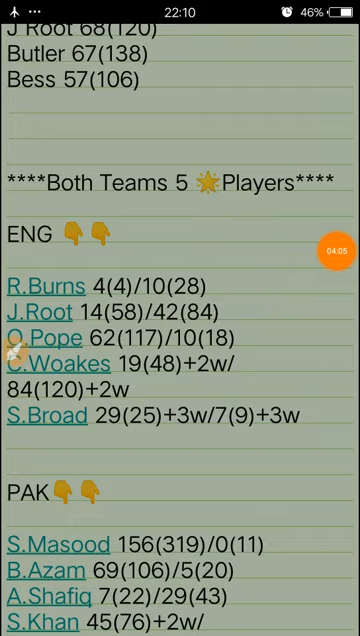 22:10
46%
J Root 68(120)
Butler 67(138)
Bess 57(106)
****Both Teams 5 🌟Players****
ENG 👇👇
04:05
R.Burns 4(4)/10(28)
J.Root 14(58)/42(84)
O.Pope 62(117)/10(18)
C.Woakes 19(48)+2w/
84(120)+2w
S.Broad 29(25)+3w/7(9)+3w
PAK👇👇
S.Masood 156(319)/0(11)
B.Azam 69(106)/5(20)
A.Shafiq 7(22)/29(43)
S.Khan 45(76)+2w/